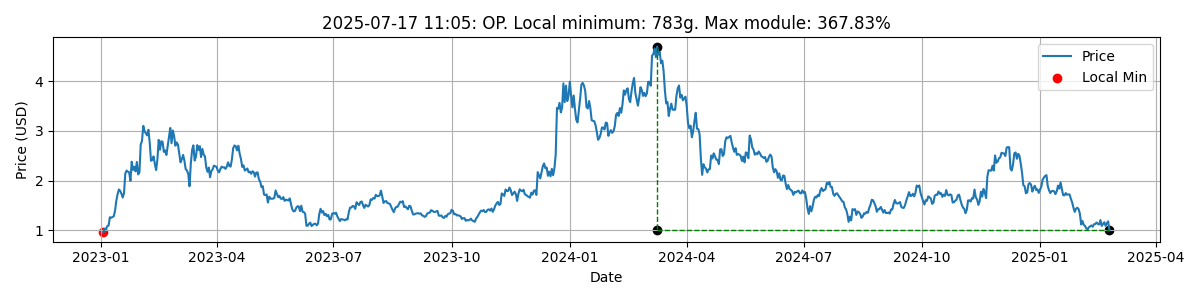 2025-07-17 11:05: OP. Local minimum: 783g. Max module: 367.83%
Price (USD)
4
3
2
1
Price
Local Min
2023-01 2023-04 2023-07 2023-10 2024-01 2024-04 2024-07 2024-10 2025-01 2025-04
Date